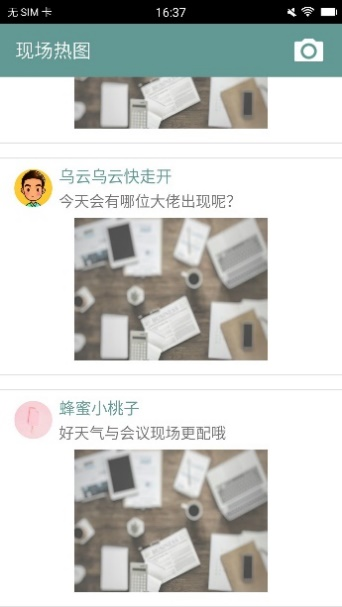 无 SIM 卡
16:37
现场热图
乌云乌云快走开
今天会有哪位大佬出现呢？
蜂蜜小桃子
好天气与会议现场更配哦